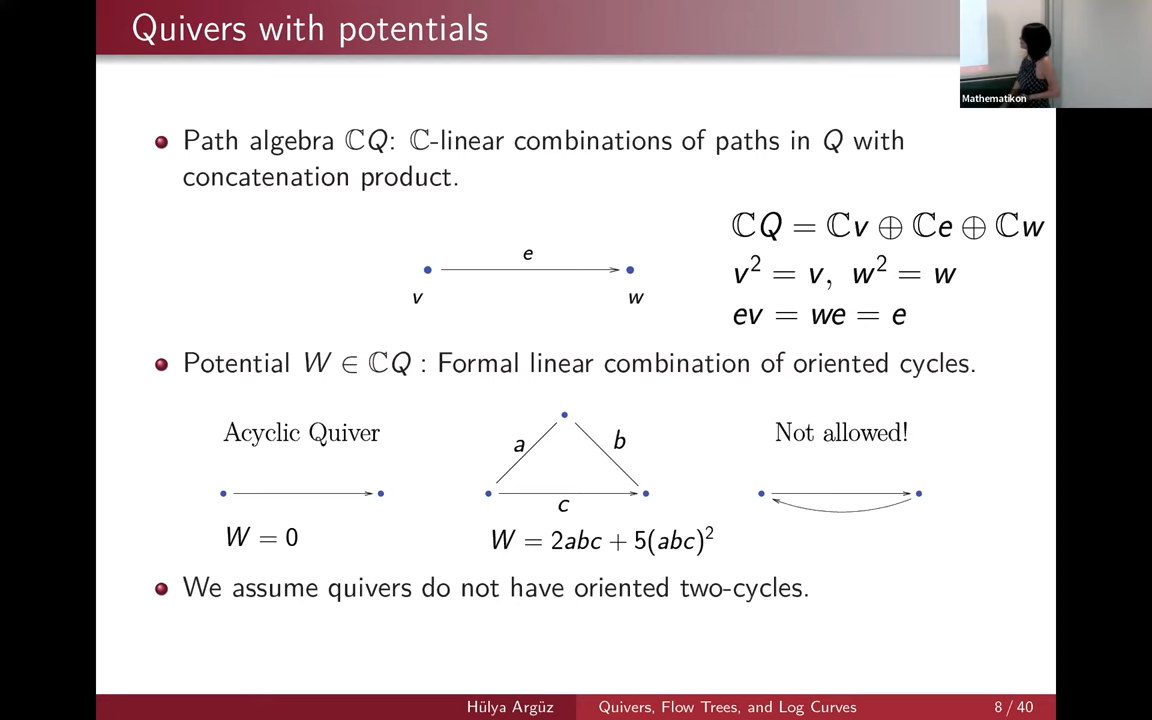 Quivers with potentials
Mathematikon
Path algebra ℂQ: ℂ-linear combinations of paths in Q with
concatenation product.
ℂQ = ℂv ⊕ ℂe ⊕ ℂw
e
v² = v, w² = w
v w
ev = we = e
Potential W ∈ ℂQ : Formal linear combination of oriented cycles.
Acyclic Quiver
a b
Not allowed!
c
W = 0
W = 2abc + 5(abc)²
We assume quivers do not have oriented two-cycles.
Hülya Argüz Quivers, Flow Trees, and Log Curves 8 / 40